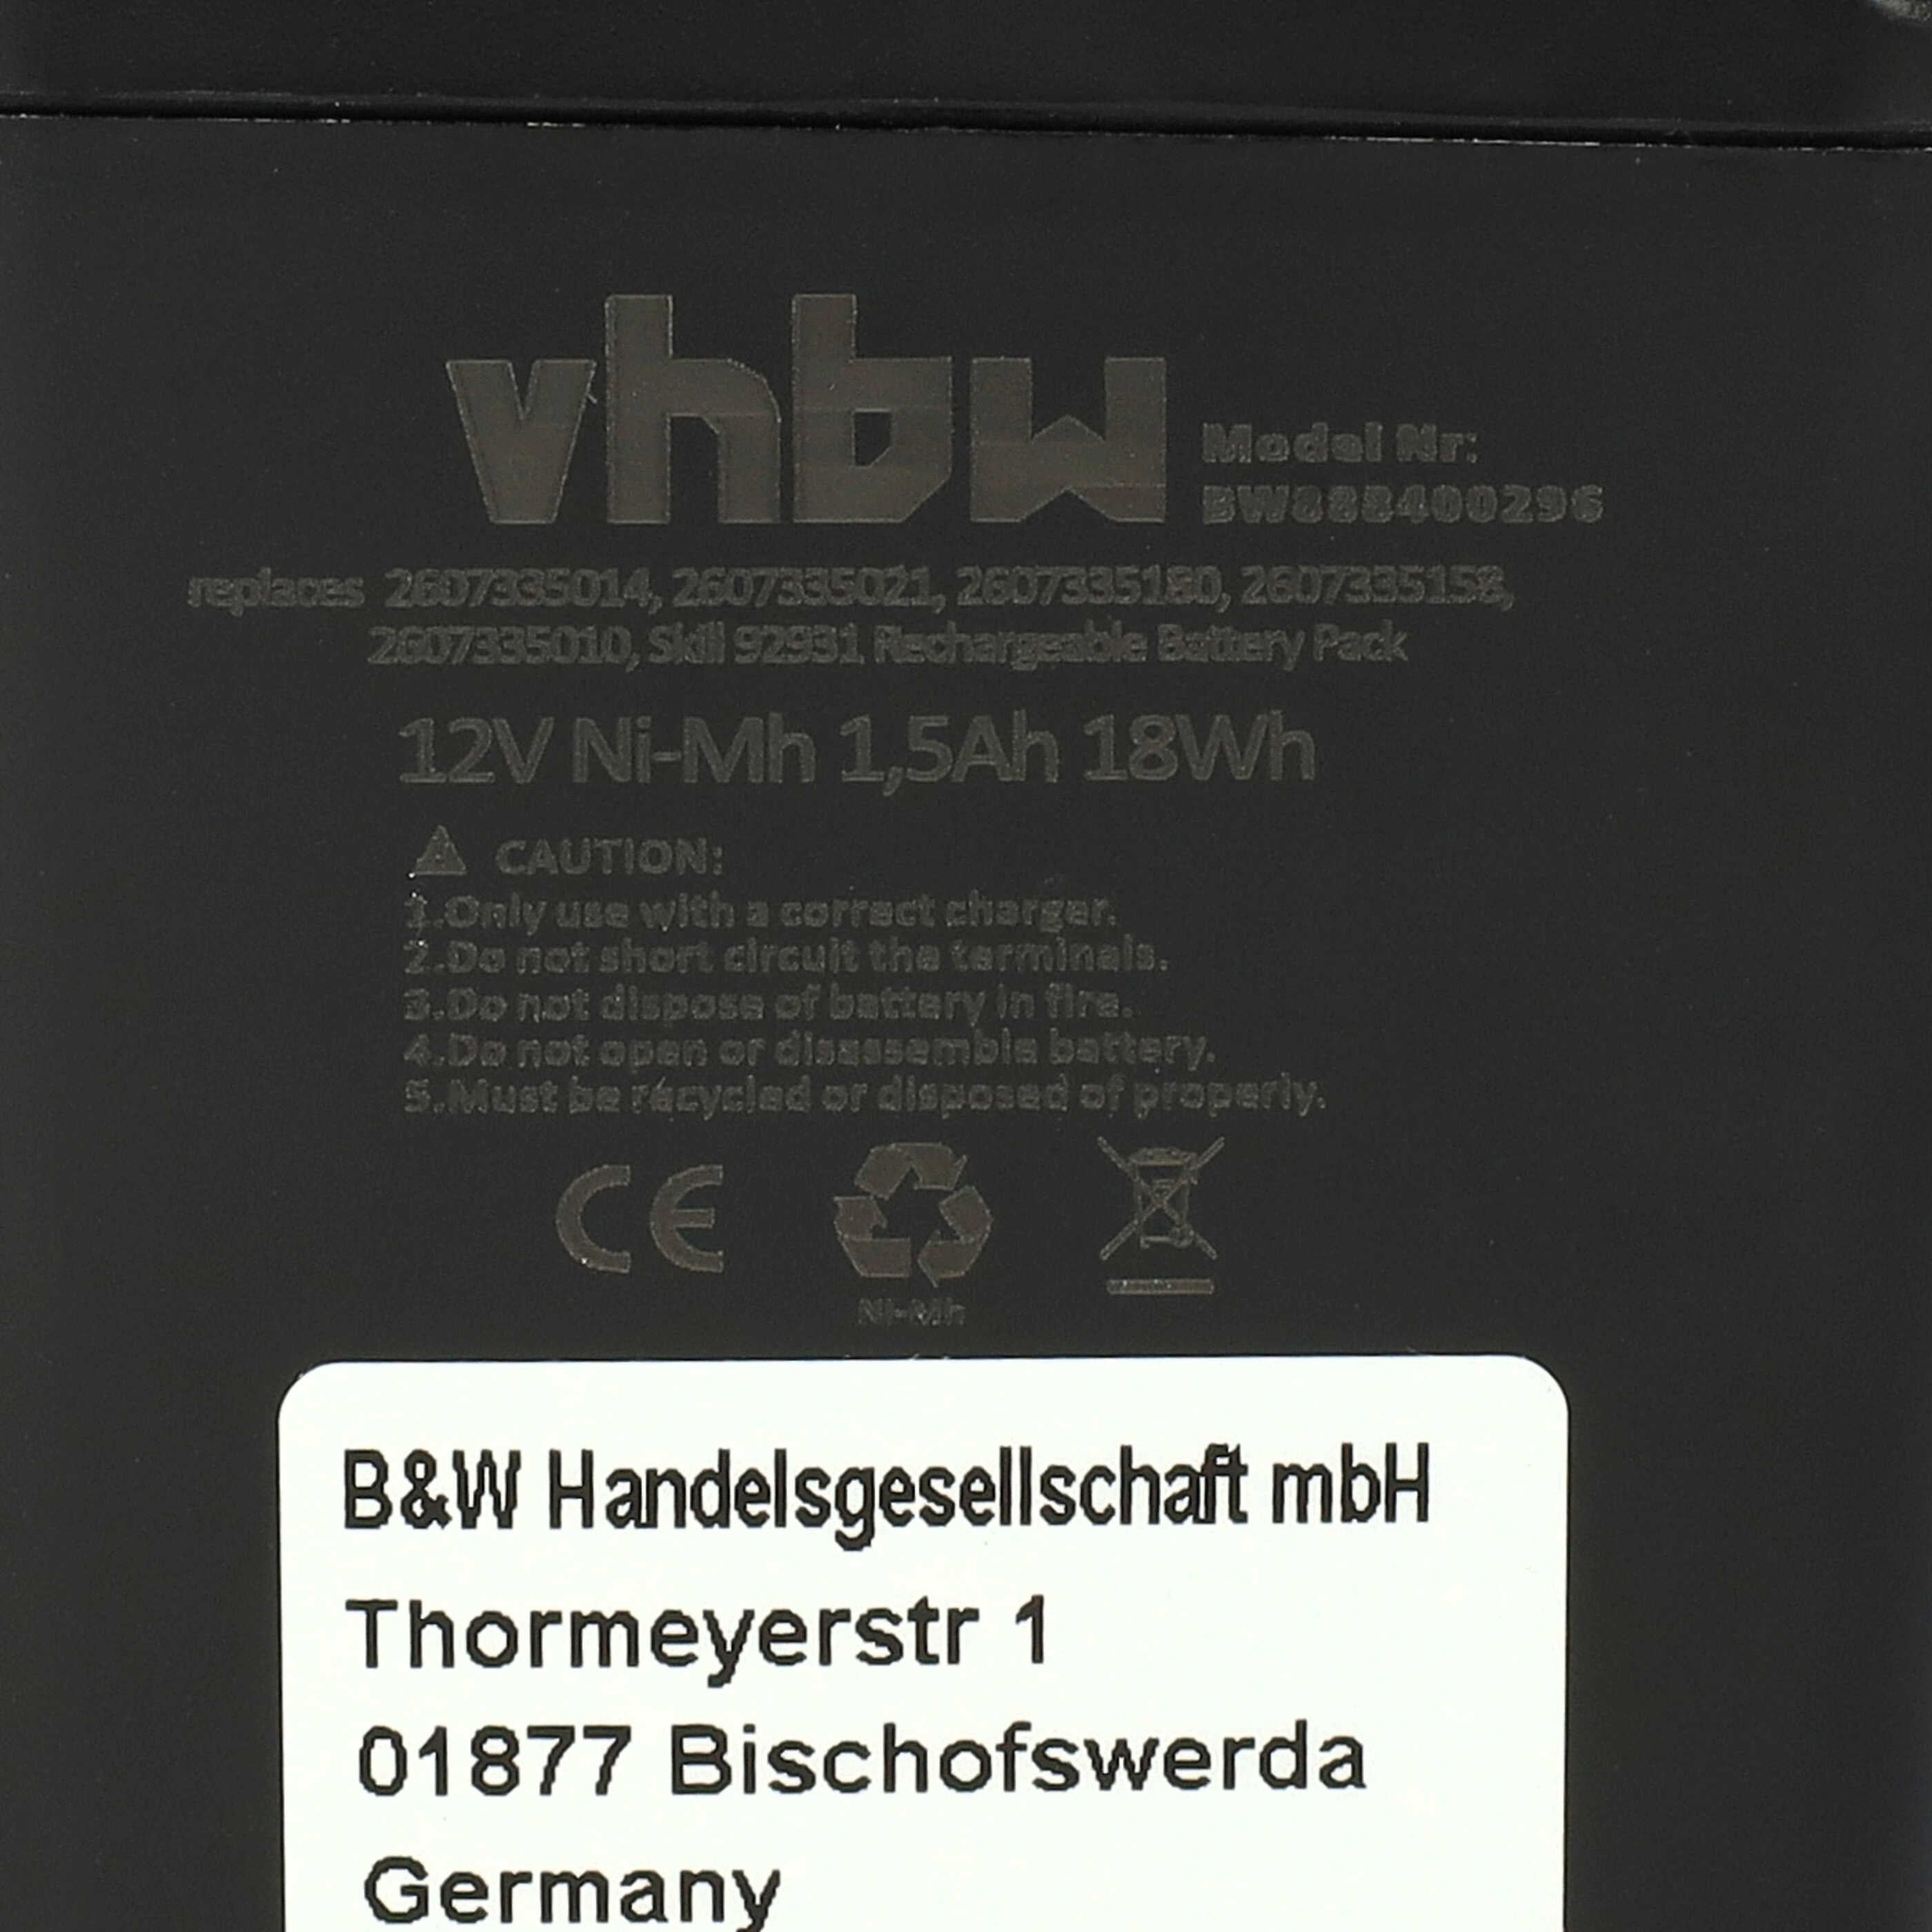 vhbw
Model Nr:
BW888400296
replaces 2607335014, 2607335021, 2607335180, 2607335158,
2607335010, Skill 92931 Rechargeable Battery Pack
12V Ni-Mh 1,5Ah 18Wh
CAUTION:
1.Only use with a correct charger.
2.Do not short circuit the terminals.
3.Do not dispose of battery in fire.
4.Do not open or disassemble battery.
5.Must be recycled or disposed of properly.
CE
Ni-Mh
B&W Handelsgesellschaft mbH
Thormeyerstr 1
01877 Bischofswerda
Germany